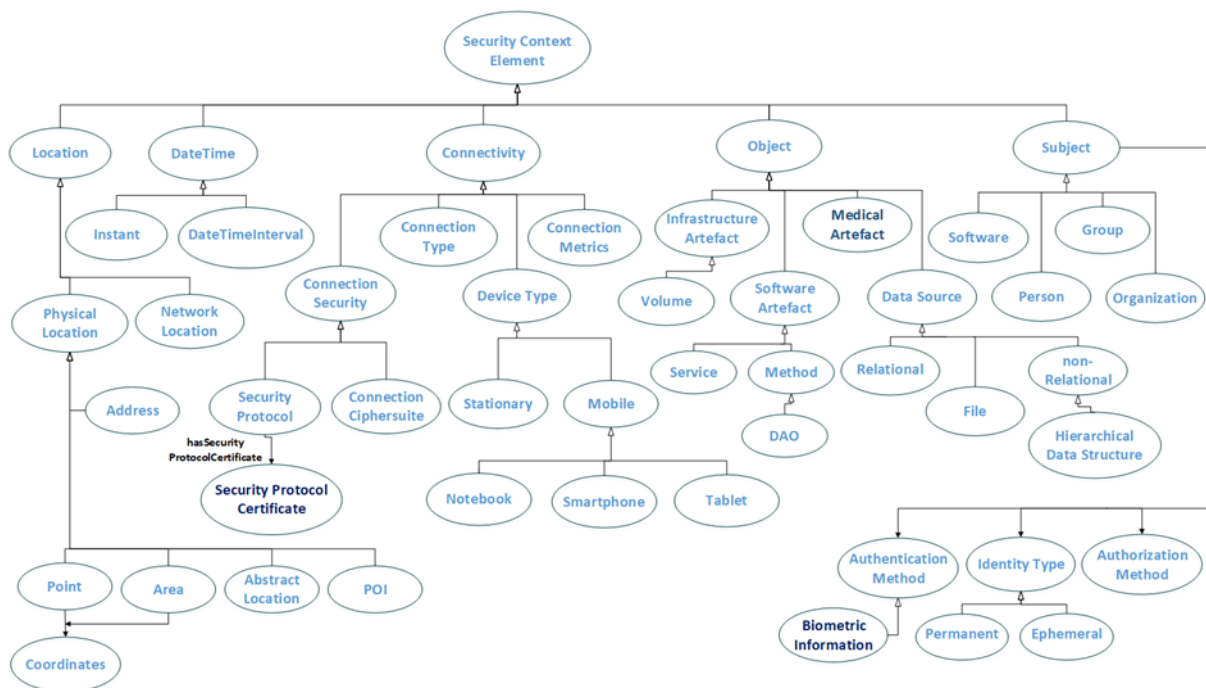 Security Context
Element
Location
DateTime
Connectivity
Object
Subject
Instant
DateTimeInterval
Connection
Type
Connection
Metrics
Infrastructure
Artefact
Medical
Artefact
Software
Group
Connection
Security
Device Type
Volume
Software
Artefact
Data Source
Person
Organization
Physical
Location
Network
Location
Service
Method
Relational
non-
Relational
Address
Security
Protocol
Connection
Ciphersuite
Stationary
Mobile
File
DAO
Hierarchical
Data Structure
hasSecurity
ProtocolCertificate
Security Protocol
Certificate
Notebook
Smartphone
Tablet
Point
Area
Abstract
Location
POI
Authentication
Method
Identity Type
Authorization
Method
Biometric
Information
Permanent
Ephemeral
Coordinates